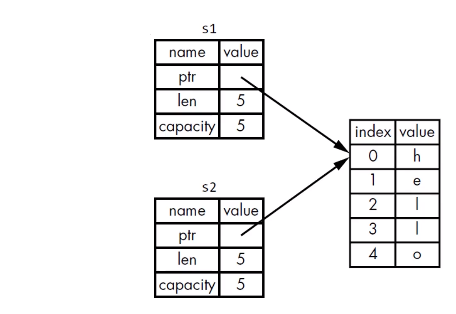 s1
name value
ptr
len 5
capacity 5
s2
name value
ptr
len 5
capacity 5
index value
0 h
1 e
2 l
3 l
4 o